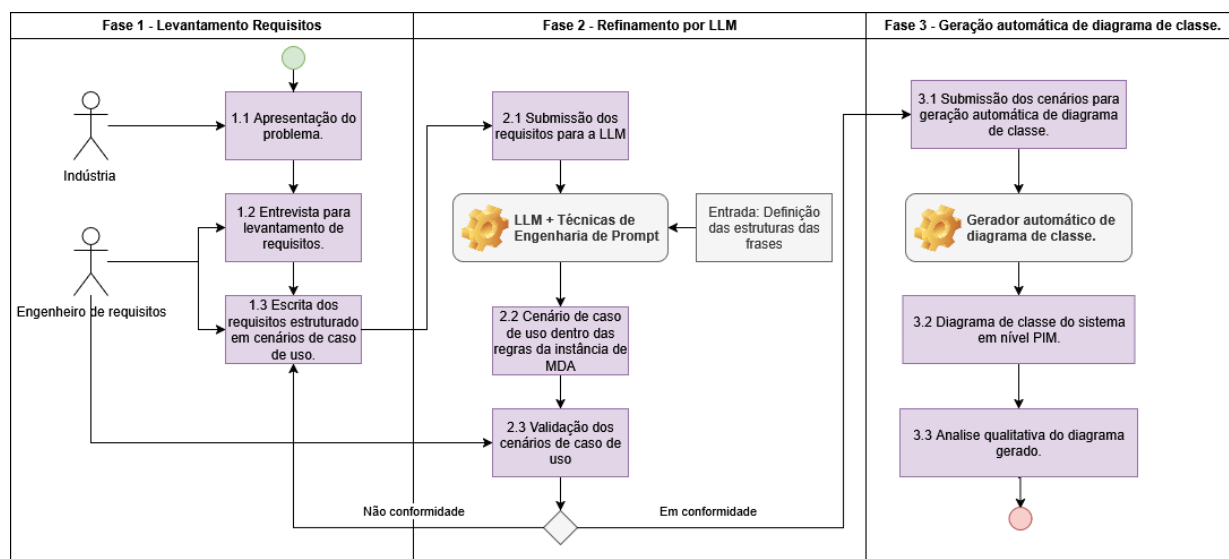 Fase 1 - Levantamento Requisitos
Fase 2 - Refinamento por LLM
Fase 3 - Geração automática de diagrama de classe.
Indústria
Engenheiro de requisitos
1.1 Apresentação do
problema.
1.2 Entrevista para
levantamento de
requisitos.
1.3 Escrita dos
requisitos estruturado
em cenários de caso
de uso.
2.1 Submissão dos
requisitos para a LLM
LLM + Técnicas de
Engenharia de Prompt
Entrada: Definição
das estruturas das
frases
2.2 Cenário de caso
de uso dentro das
regras da instância de
MDA
2.3 Validação dos
cenários de caso de
uso
Não conformidade
Em conformidade
3.1 Submissão dos cenários para
geração automática de diagrama
de classe.
Gerador automático de
diagrama de classe.
3.2 Diagrama de classe do sistema
em nível PIM.
3.3 Analise qualitativa do diagrama
gerado.